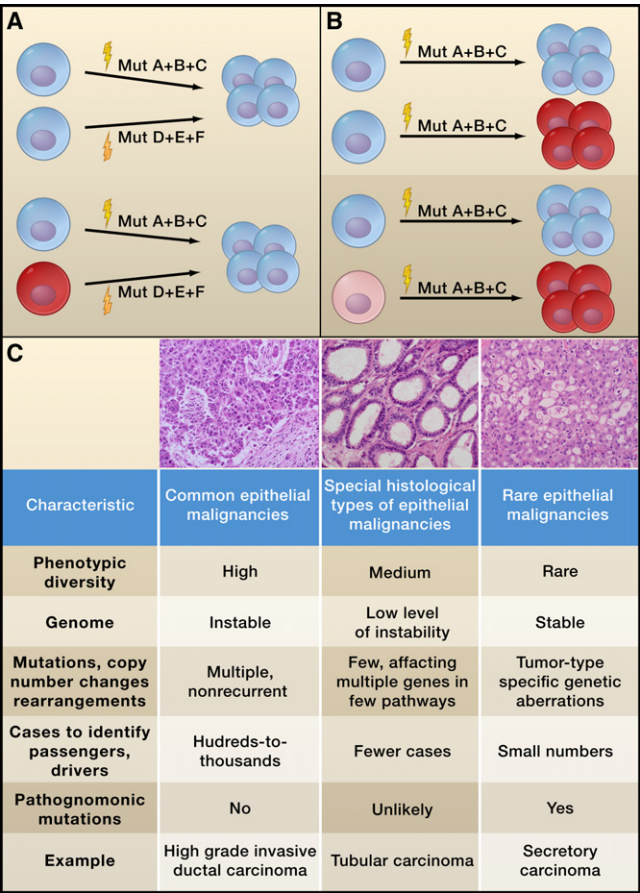 A
Mut A+B+C
Mut D+E+F
Mut A+B+C
Mut D+E+F
B
Mut A+B+C
Mut A+B+C
Mut A+B+C
Mut A+B+C
C
Characteristic
Common epithelial
malignancies
Special histological
types of epithelial
malignancies
Rare epithelial
malignancies
Phenotypic
diversity
High
Medium
Rare
Genome
Instable
Low level
of instability
Stable
Mutations, copy
number changes
rearrangements
Multiple,
nonrecurrent
Few, affacting
multiple genes in
few pathways
Tumor-type
specific genetic
aberrations
Cases to identify
passengers,
drivers
Hudreds-to-
thousands
Fewer cases
Small numbers
Pathognomonic
mutations
No
Unlikely
Yes
Example
High grade invasive
ductal carcinoma
Tubular carcinoma
Secretory
carcinoma